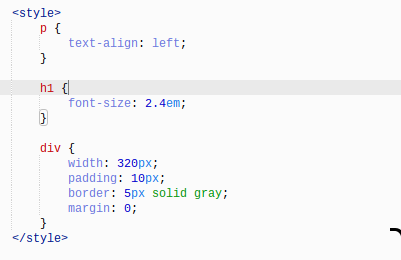 <style>
p {
text-align: left;
}
h1 {
font-size: 2.4em;
}
div {
width: 320px;
padding: 10px;
border: 5px solid gray;
margin: 0;
}
</style>